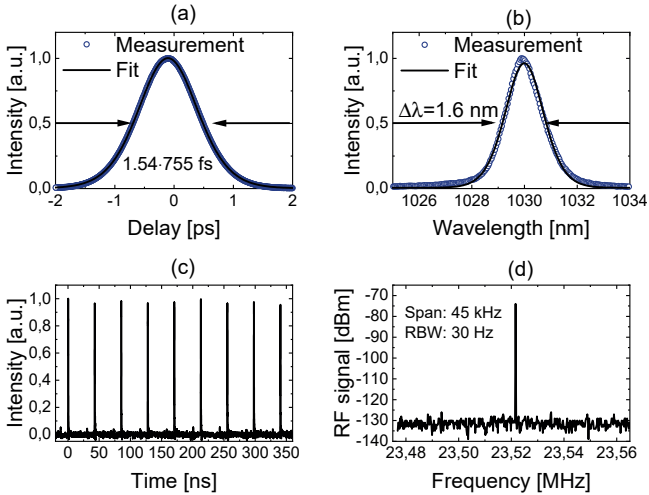 (a)
1,0
0,5
0,0
Intensity [a.u.]
Measurement
Fit
1.54·755 fs
-2 -1 0 1 2
Delay [ps]
(b)
1,0
0,5
0,0
Intensity [a.u.]
Measurement
Fit
Δλ=1.6 nm
1026 1028 1030 1032 1034
Wavelength [nm]
(c)
1,0
0,8
0,6
0,4
0,2
0,0
Intensity [a.u.]
0 50 100 150 200 250 300 350
Time [ns]
(d)
-70
-80
-90
-100
-110
-120
-130
-140
RF signal [dBm]
Span: 45 kHz
RBW: 30 Hz
23,48 23,50 23,52 23,54 23,56
Frequency [MHz]